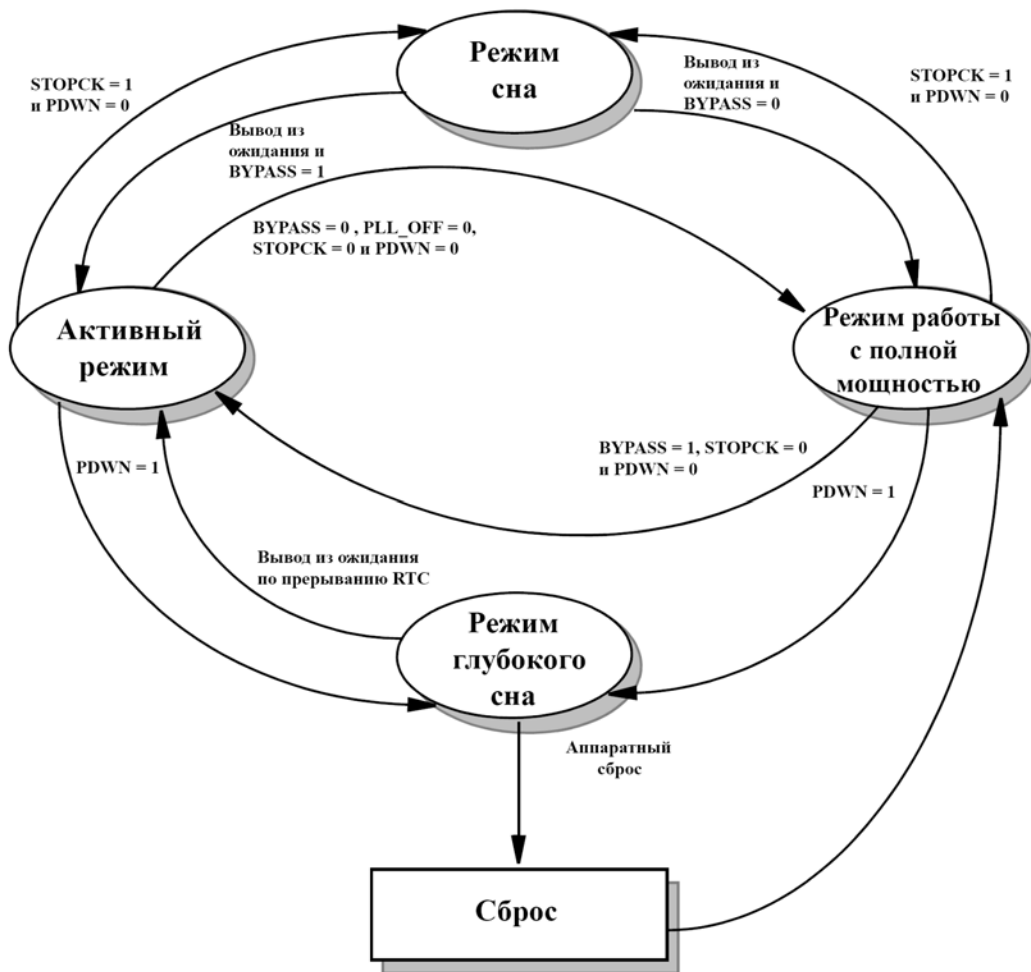 Режим
сна
STOPCK = 1
и PDWN = 0
Вывод из
ожидания и
BYPASS = 0
STOPCK = 1
и PDWN = 0
Вывод из
ожидания и
BYPASS = 1
BYPASS = 0 , PLL_OFF = 0,
STOPCK = 0 и PDWN = 0
Активный
режим
Режим работы
с полной
мощностью
BYPASS = 1, STOPCK = 0
и PDWN = 0
PDWN = 1
PDWN = 1
Вывод из ожидания
по прерыванию RTC
Режим
глубокого
сна
Аппаратный
сброс
Сброс